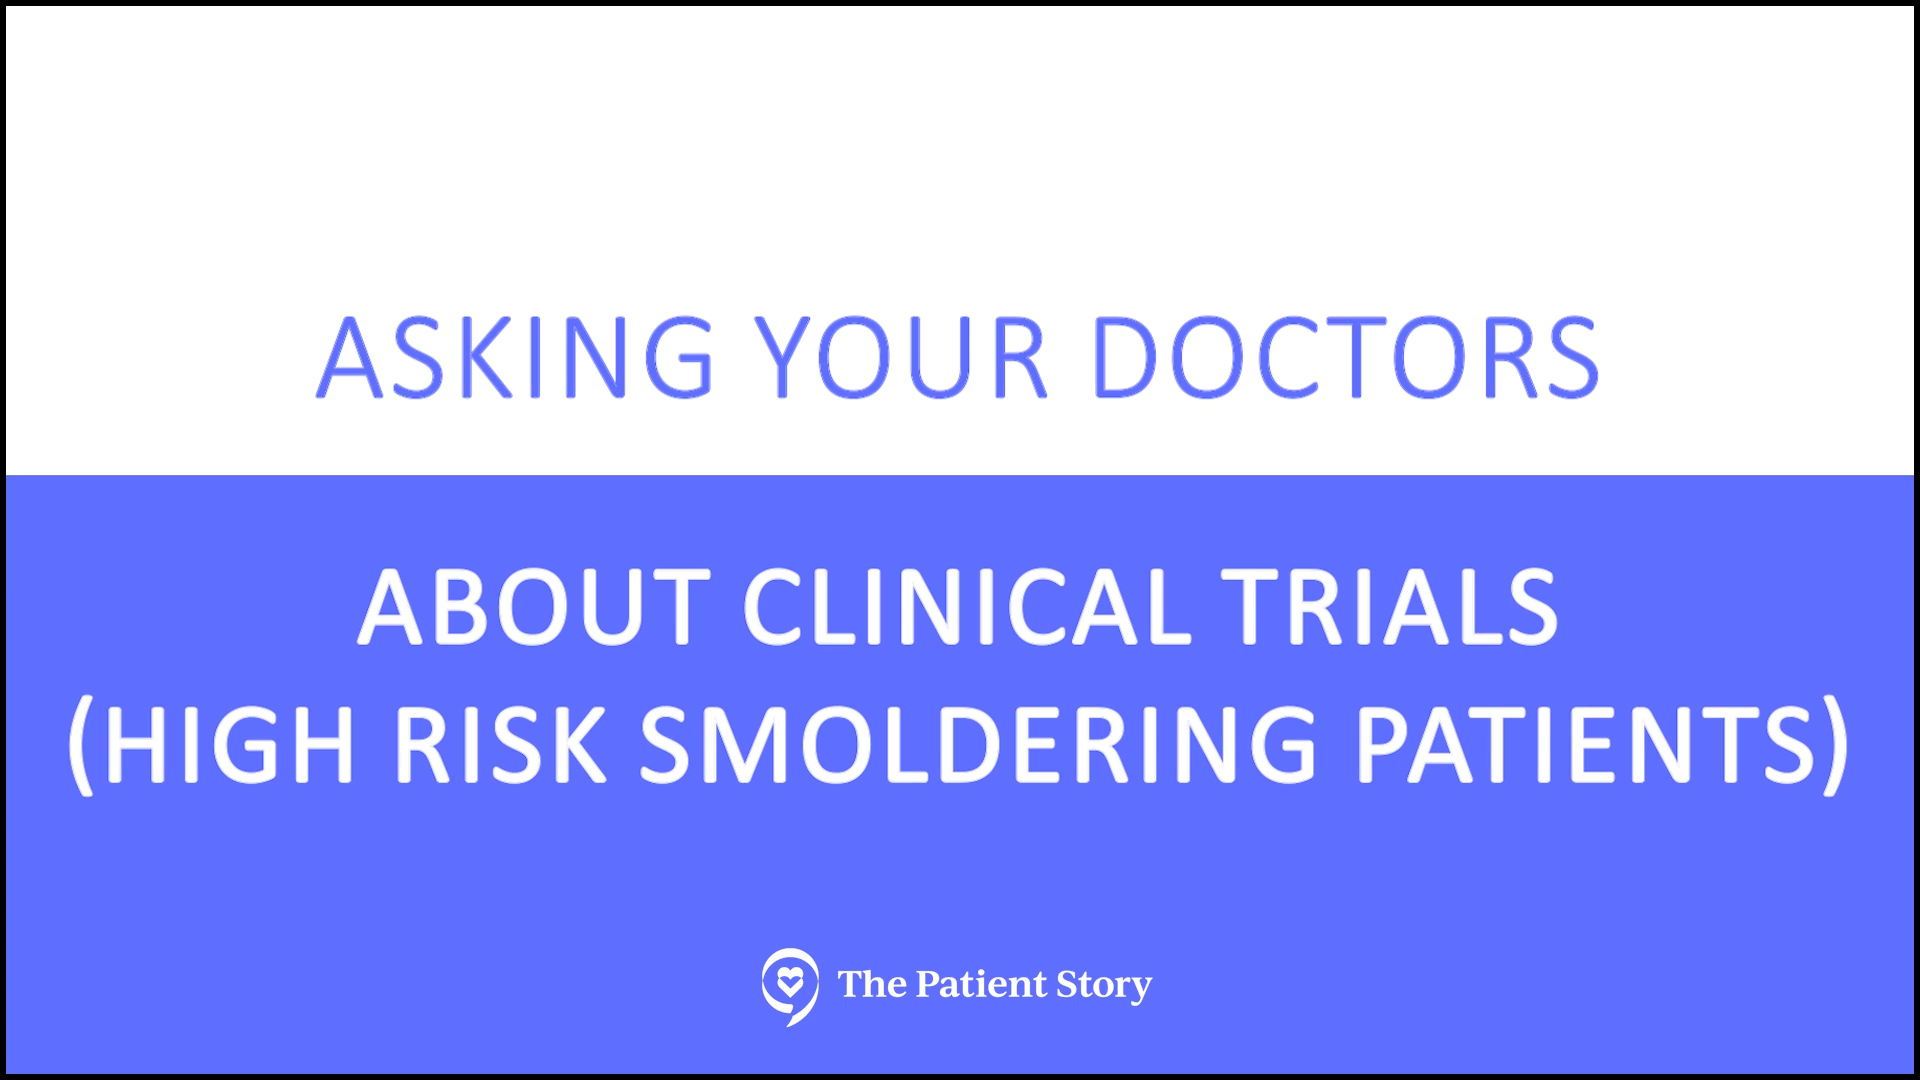 ASKING YOUR DOCTORS
ABOUT CLINICAL TRIALS
(HIGH RISK SMOLDERING PATIENTS)
The Patient Story